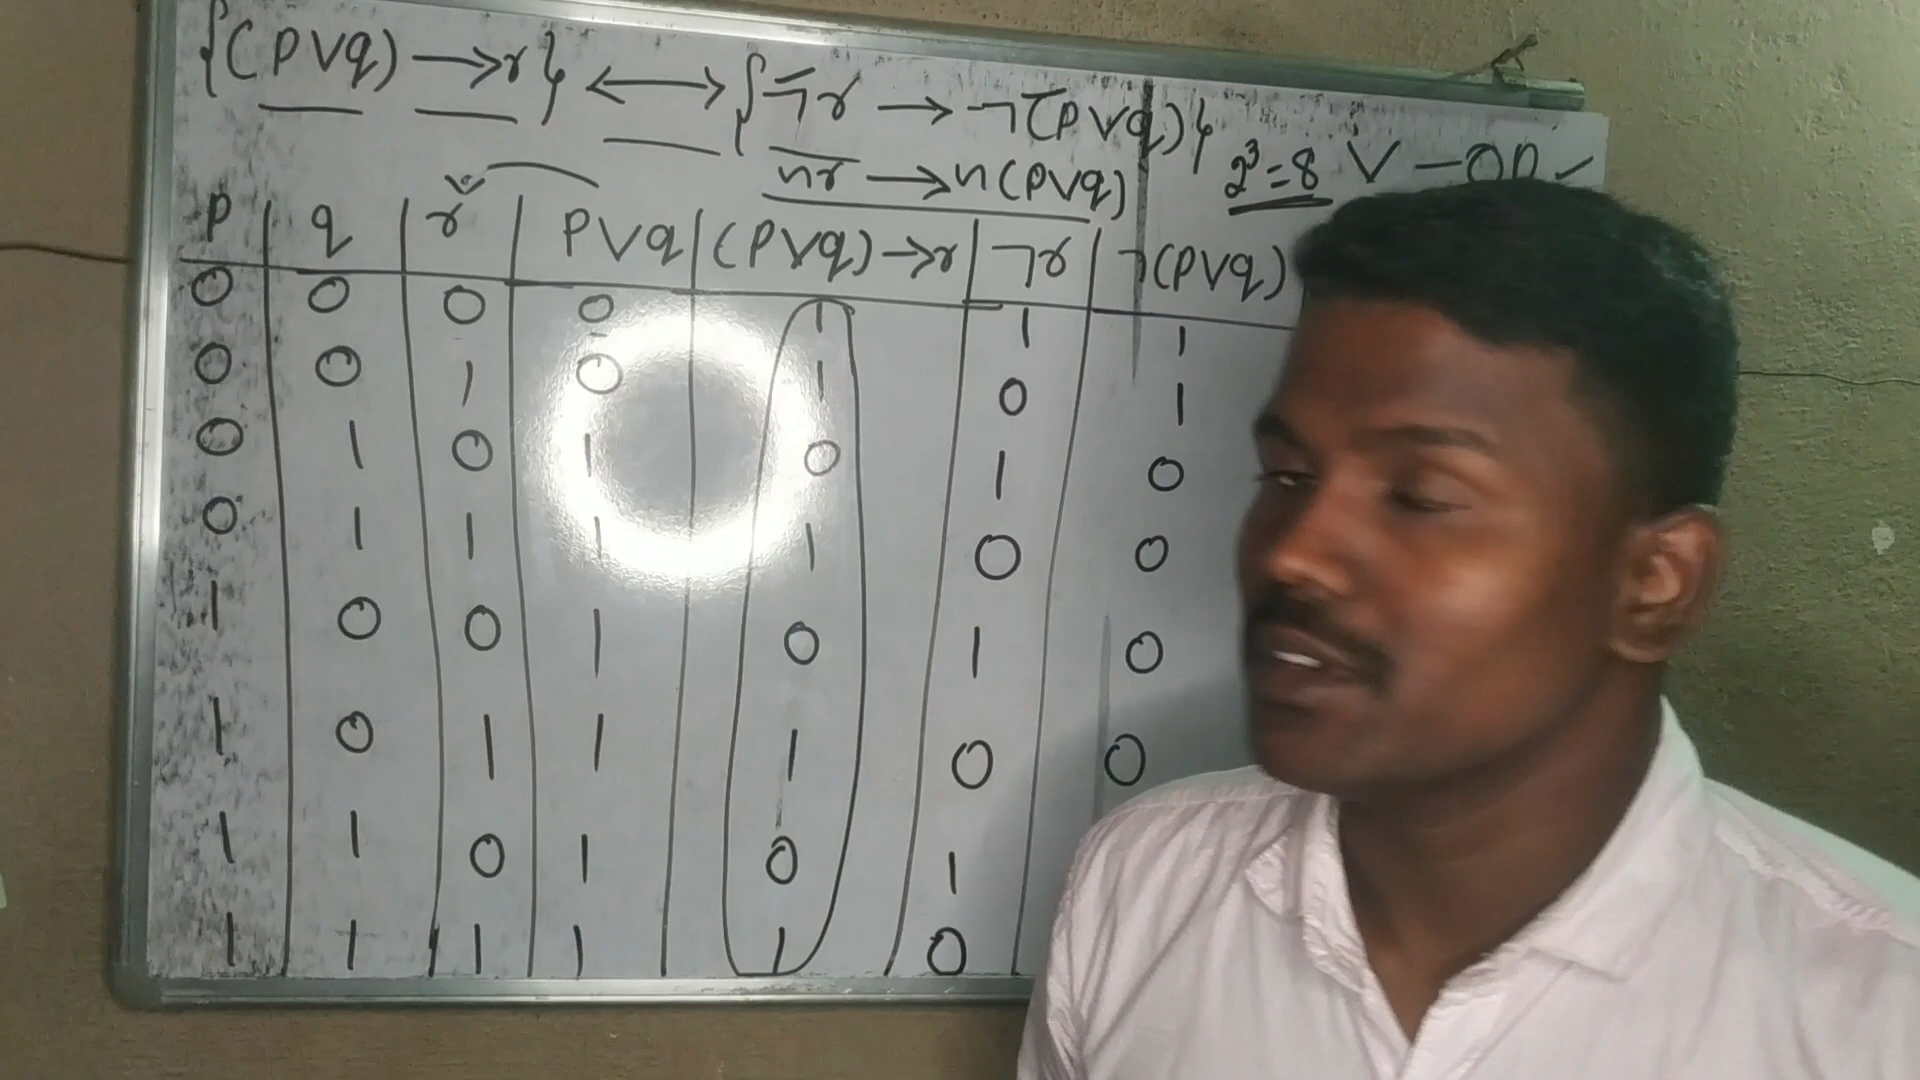 {(p∨q) → r} ↔ {¬r → ¬(p∨q)}
nr → n(p∨q) 2³=8 ∨ – OR
p q r p∨q (p∨q)→r ¬r ¬(p∨q)
0 0 0 0 1 1 1
0 0 1 0 1 0 1
0 1 0 1 0 1 0
0 1 1 1 1 0 0
1 0 0 1 0 1 0
1 0 1 1 1 0 0
1 1 0 1 0 1
1 1 1 1 1 0